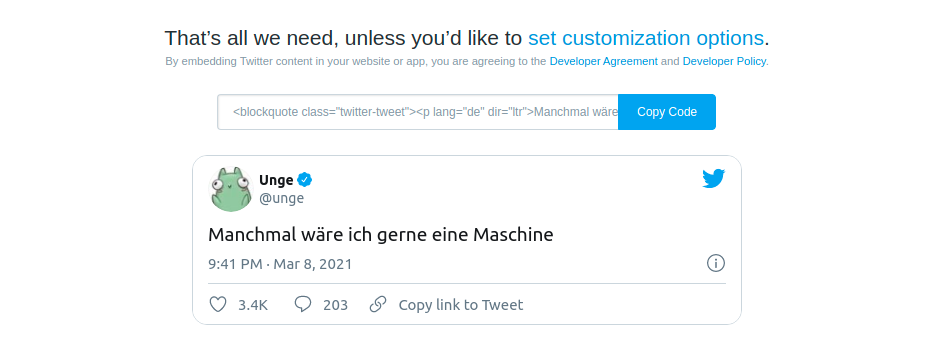 That’s all we need, unless you’d like to set customization options.
By embedding Twitter content in your website or app, you are agreeing to the Developer Agreement and Developer Policy.
<blockquote class="twitter-tweet"><p lang="de" dir="ltr">Manchmal wäre Copy Code
Unge
@unge
Manchmal wäre ich gerne eine Maschine
9:41 PM · Mar 8, 2021
3.4K 203 Copy link to Tweet